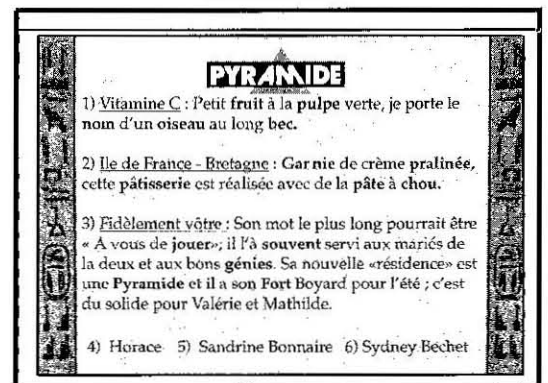 PYRAMIDE
1) Vitamine C : Petit fruit à la pulpe verte, je porte le
nom d'un oiseau au long bec.
2) Ile de France - Bretagne : Garnie de crème pralinée,
cette pâtisserie est réalisée avec de la pâte à chou.
3) Fidèlement vôtre : Son mot le plus long pourrait être
« A vous de jouer»; il l'à souvent servi aux mariés de
la deux et aux bons génies. Sa nouvelle «résidence» est
une Pyramide et il a son Fort Boyard pour l'été ; c'est
du solide pour Valérie et Mathilde.
4) Horace 5) Sandrine Bonnaire 6) Sydney Bechet